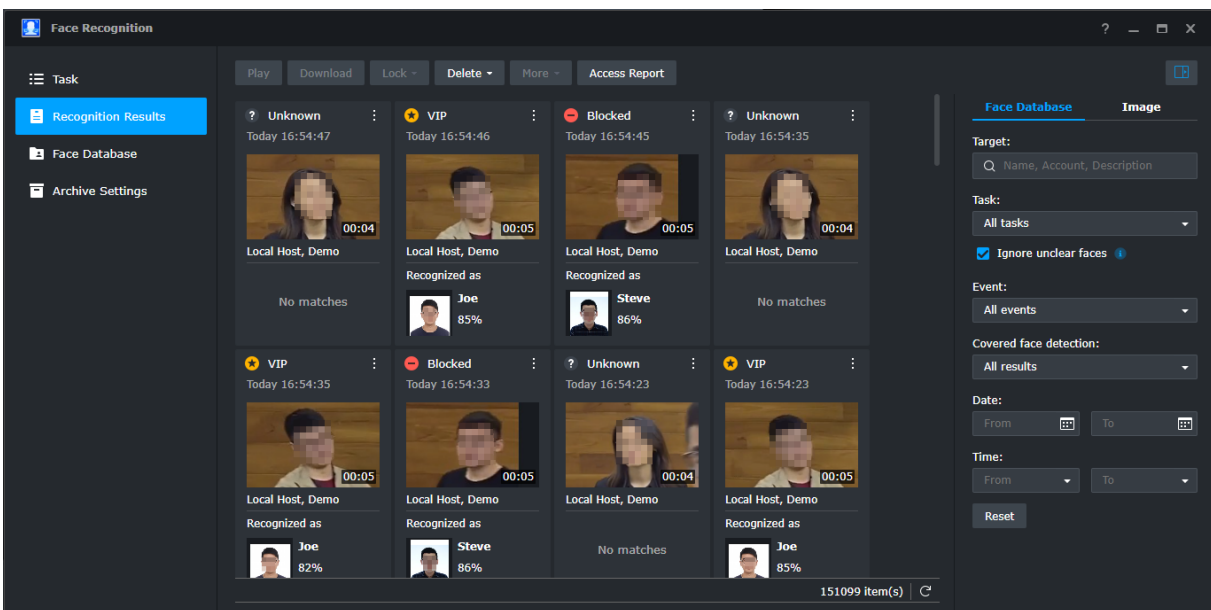 Face Recognition
?
Task
Recognition Results
Face Database
Archive Settings
Play Download Lock Delete More Access Report
? Unknown VIP Blocked ? Unknown
Today 16:54:47 Today 16:54:46 Today 16:54:45 Today 16:54:35
00:04 00:05 00:05 00:04
Local Host, Demo Local Host, Demo Local Host, Demo Local Host, Demo
Recognized as Recognized as
No matches Joe Steve No matches
85% 86%
VIP Blocked ? Unknown VIP
Today 16:54:35 Today 16:54:33 Today 16:54:23 Today 16:54:23
00:05 00:05 00:04 00:05
Local Host, Demo Local Host, Demo Local Host, Demo Local Host, Demo
Recognized as Recognized as Recognized as
Joe Steve No matches Joe
82% 86% 85%
151099 item(s)
Face Database Image
Target:
Name, Account, Description
Task:
All tasks
Ignore unclear faces i
Event:
All events
Covered face detection:
All results
Date:
From To
Time:
From To
Reset